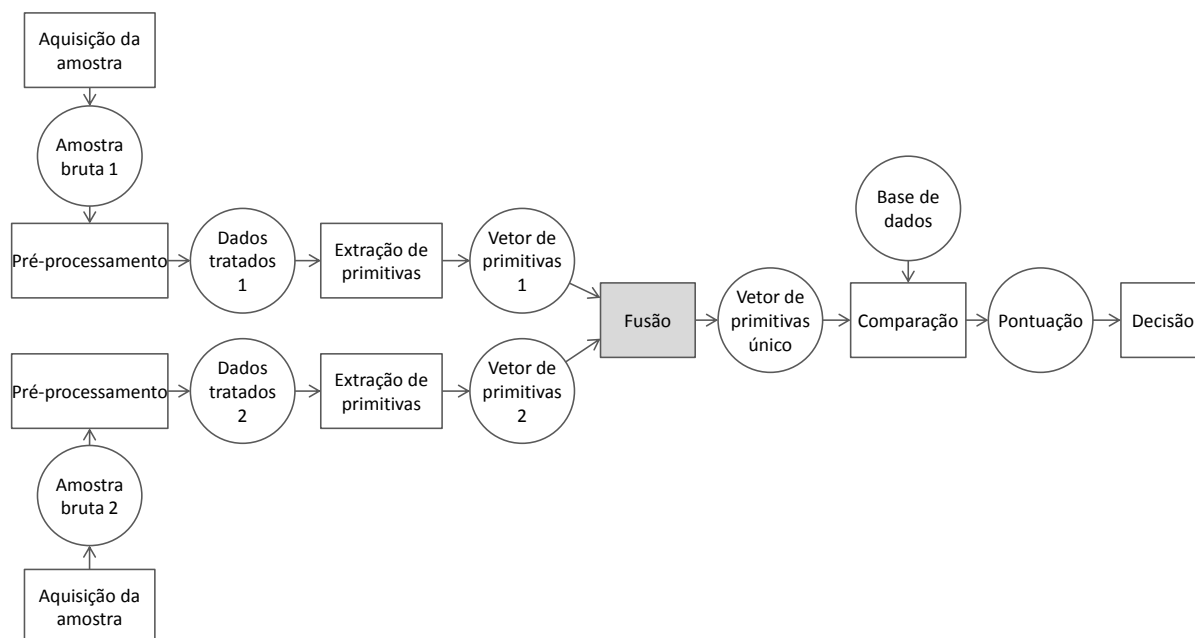 Aquisição da
amostra
Amostra
bruta 1
Pré-processamento
Dados
tratados
1
Extração de
primitivas
Vetor de
primitivas
1
Base de
dados
Fusão
Vetor de
primitivas
único
Comparação
Pontuação
Decisão
Pré-processamento
Dados
tratados
2
Extração de
primitivas
Vetor de
primitivas
2
Amostra
bruta 2
Aquisição da
amostra